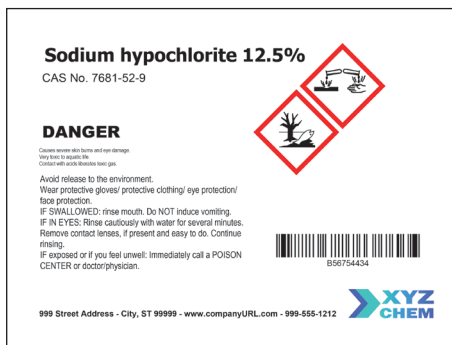 Sodium hypochlorite 12.5%
CAS No. 7681-52-9
DANGER
Causes severe skin burns and eye damage.
Very toxic to aquatic life
Contact with acids liberates toxic gas.
Avoid release to the environment.
Wear protective gloves/ protective clothing/ eye protection/
face protection.
IF SWALLOWED: rinse mouth. Do NOT induce vomiting.
IF IN EYES: Rinse cautiously with water for several minutes.
Remove contact lenses, if present and easy to do. Continue
rinsing.
IF exposed or if you feel unwell: Immediately call a POISON
CENTER or doctor/physician.
B56754434
999 Street Address - City, ST 99999 - www.companyURL.com - 999-555-1212
XYZ
CHEM